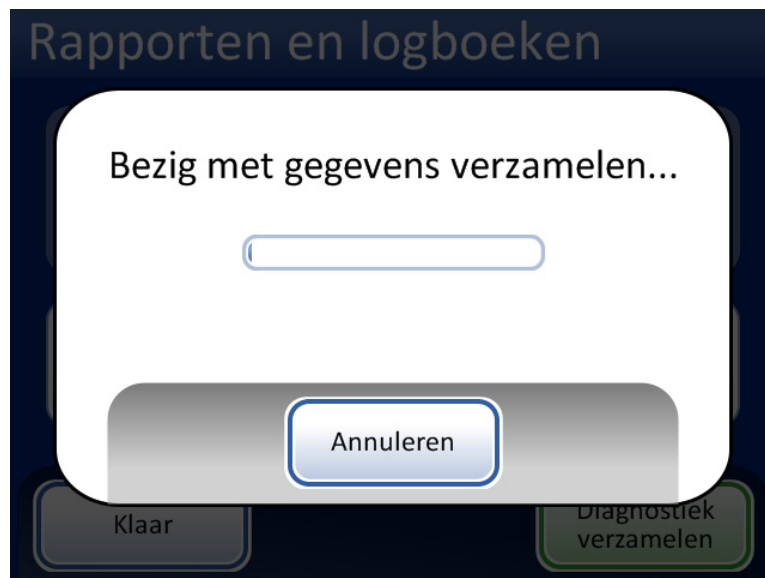 Rapporten en logboeken
Bezig met gegevens verzamelen...
Annuleren
Klaar
Diagnostiek
verzamelen